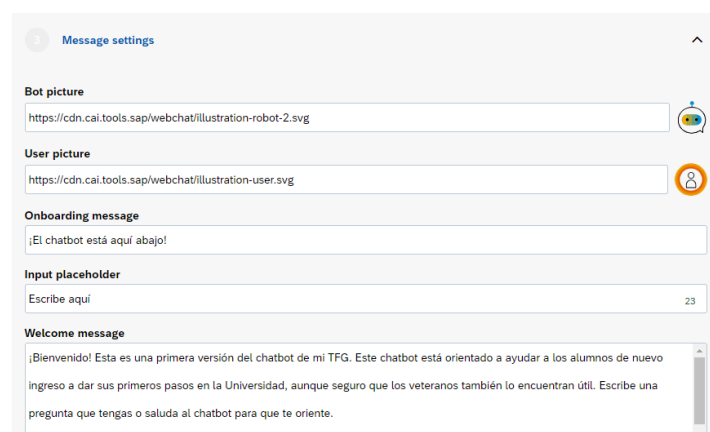 3 Message settings
Bot picture
https://cdn.cai.tools.sap/webchat/illustration-robot-2.svg
User picture
https://cdn.cai.tools.sap/webchat/illustration-user.svg
Onboarding message
¡El chatbot está aquí abajo!
Input placeholder
Escribe aquí 23
Welcome message
¡Bienvenido! Esta es una primera versión del chatbot de mi TFG. Este chatbot está orientado a ayudar a los alumnos de nuevo
ingreso a dar sus primeros pasos en la Universidad, aunque seguro que los veteranos también lo encuentran útil. Escribe una
pregunta que tengas o saluda al chatbot para que te oriente.